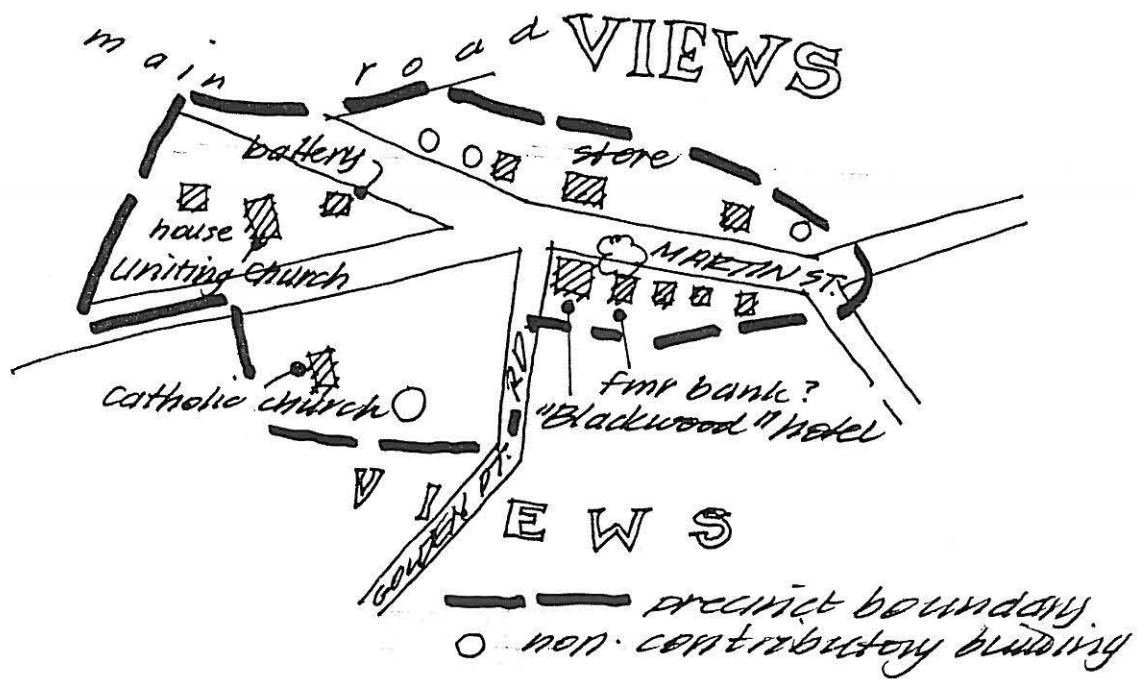 main road
VIEWS
battery
store
house
Uniting Church
MARTIN ST.
GOLDEN PT. RD
Catholic church
fmr bank?
"Blackwood" hotel
VIEWS
precinct boundary
non-contributory building